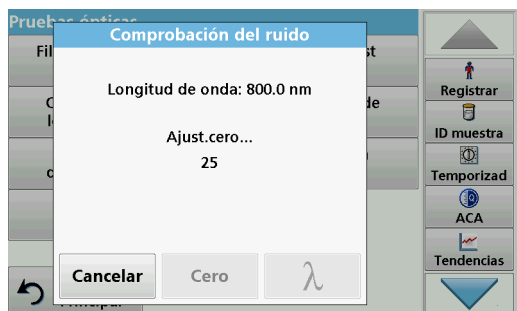 Pruebas ópticas
Comprobación del ruido
Longitud de onda: 800.0 nm
Ajust.cero...
25
Cancelar
Cero
λ
Principal
Registrar
ID muestra
Temporizad
ACA
Tendencias